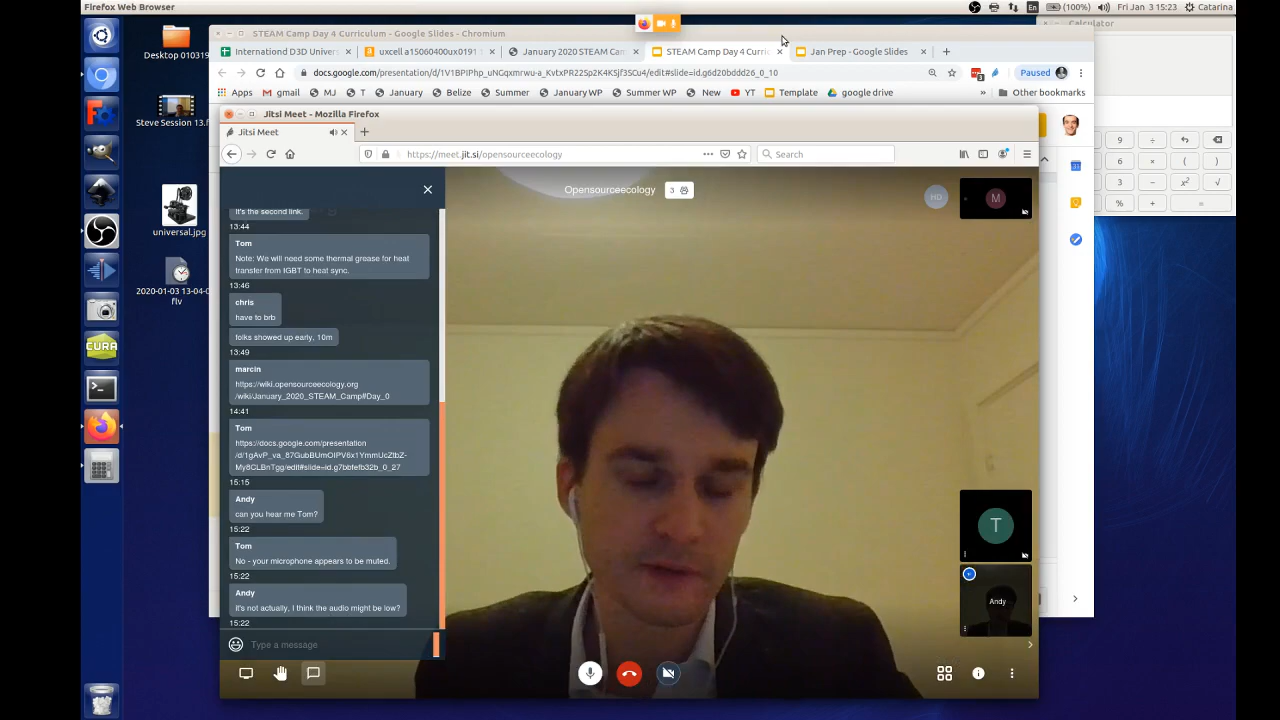 Firefox Web Browser
En
(100%)
Fri Jan 3 15:23
Catarina
Desktop 010319
Steve Session 13.f
universal.jpg
2020-01-03 13-04-0
flv
CURA
STEAM Camp Day 4 Curriculum - Google Slides - Chromium
Calculator
Internationd D3D Univers
uxcell a15060400ux0191
January 2020 STEAM Cam
STEAM Camp Day 4 Curric
Jan Prep - Google Slides
docs.google.com/presentation/d/1V1BPIPhp_uNGqxmrwu-a_KvtxPR22Sp2K4KSjf3SCu4/edit#slide=id.g6d20bddd26_0_10
Paused
Apps
gmail
MJ
T
January
Belize
Summer
January WP
Summer WP
New
YT
Template
google drive
»
Other bookmarks
Jitsi Meet - Mozilla Firefox
Jitsi Meet
https://meet.jit.si/opensourceecology
Search
9 ÷
6 × ( )
3 − x² √
% + =
Opensourceecology
3
HD
M
It's the second link.
13:44
Tom
Note: We will need some thermal grease for heat
transfer from IGBT to heat sync.
13:46
chris
have to brb
folks showed up early, 10m
13:49
marcin
https://wiki.opensourceecology.org
/wiki/January_2020_STEAM_Camp#Day_0
14:41
Tom
https://docs.google.com/presentation
/d/1gAvP_va_87GubBUmOIPV6x1YmmUcZtbZ-
My8CLBnTgg/edit#slide=id.g7bbfefb32b_0_27
15:15
Andy
can you hear me Tom?
15:22
Tom
No - your microphone appears to be muted.
15:22
Andy
It's not actually, I think the audio might be low?
15:22
Type a message
T
Andy